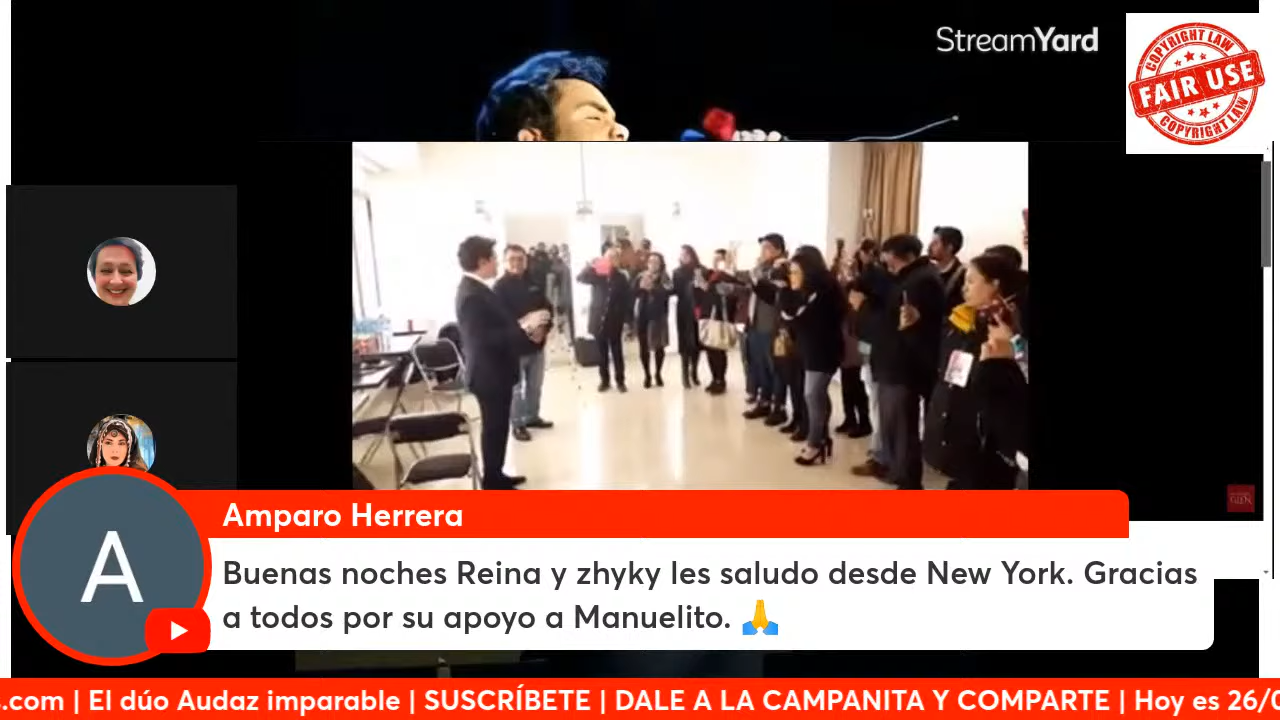 StreamYard
COPYRIGHT LAW
FAIR USE
COPYRIGHT LAW
A
Amparo Herrera
Buenas noches Reina y zhyky les saludo desde New York. Gracias
a todos por su apoyo a Manuelito. 🙏
s.com | El dúo Audaz imparable | SUSCRÍBETE | DALE A LA CAMPANITA Y COMPARTE | Hoy es 26/0